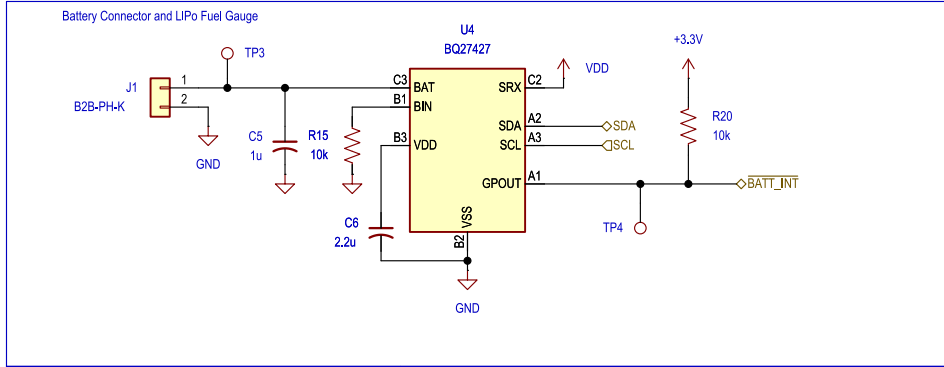 Battery Connector and LIPo Fuel Gauge
U4
BQ27427
TP3
+3.3V
J1
B2B-PH-K
1
2
GND
C5
1u
R15
10k
C3
BAT
B1
BIN
B3
VDD
C2
SRX
VDD
A2
SDA
SDA
A3
SCL
SCL
A1
GPOUT
R20
10k
BATT_INT
TP4
C6
2.2u
VSS
B2
GND